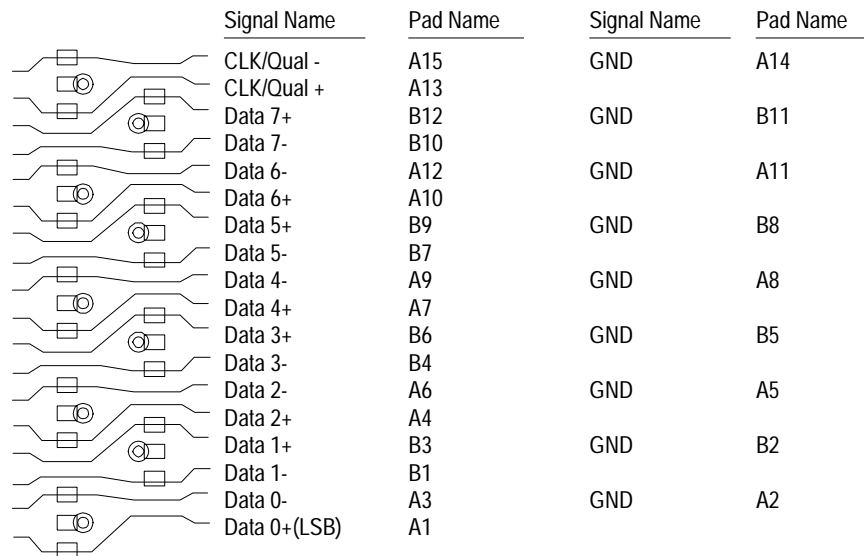 Signal Name Pad Name Signal Name Pad Name
CLK/Qual - A15 GND A14
CLK/Qual + A13
Data 7+ B12 GND B11
Data 7- B10
Data 6- A12 GND A11
Data 6+ A10
Data 5+ B9 GND B8
Data 5- B7
Data 4- A9 GND A8
Data 4+ A7
Data 3+ B6 GND B5
Data 3- B4
Data 2- A6 GND A5
Data 2+ A4
Data 1+ B3 GND B2
Data 1- B1
Data 0- A3 GND A2
Data 0+(LSB) A1